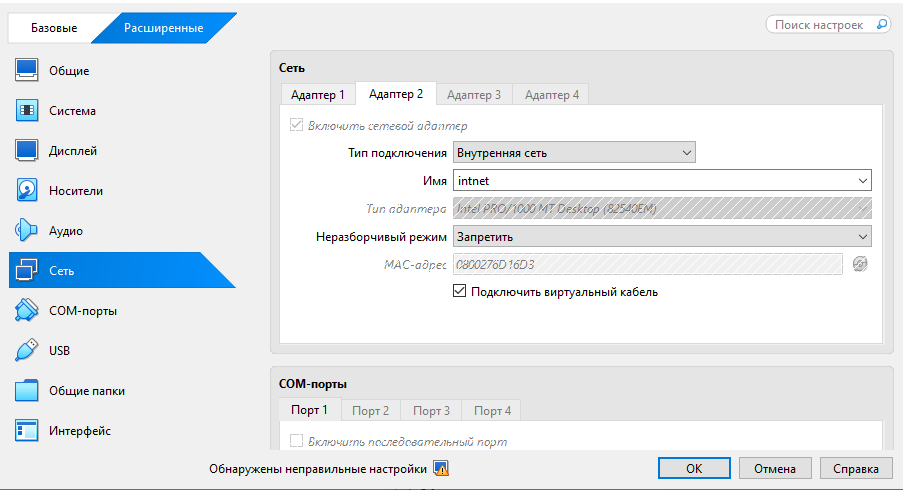 Базовые
Расширенные
Поиск настроек
Общие
Система
Дисплей
Носители
Аудио
Сеть
COM-порты
USB
Общие папки
Интерфейс
Сеть
Адаптер 1 Адаптер 2 Адаптер 3 Адаптер 4
Включить сетевой адаптер
Тип подключения Внутренняя сеть
Имя intnet
Тип адаптера Intel PRO/1000 MT Desktop (82540EM)
Неразборчивый режим Запретить
MAC-адрес 0800276D16D3
Подключить виртуальный кабель
COM-порты
Порт 1 Порт 2 Порт 3 Порт 4
Включить последовательный порт
Обнаружены неправильные настройки
ОК Отмена Справка